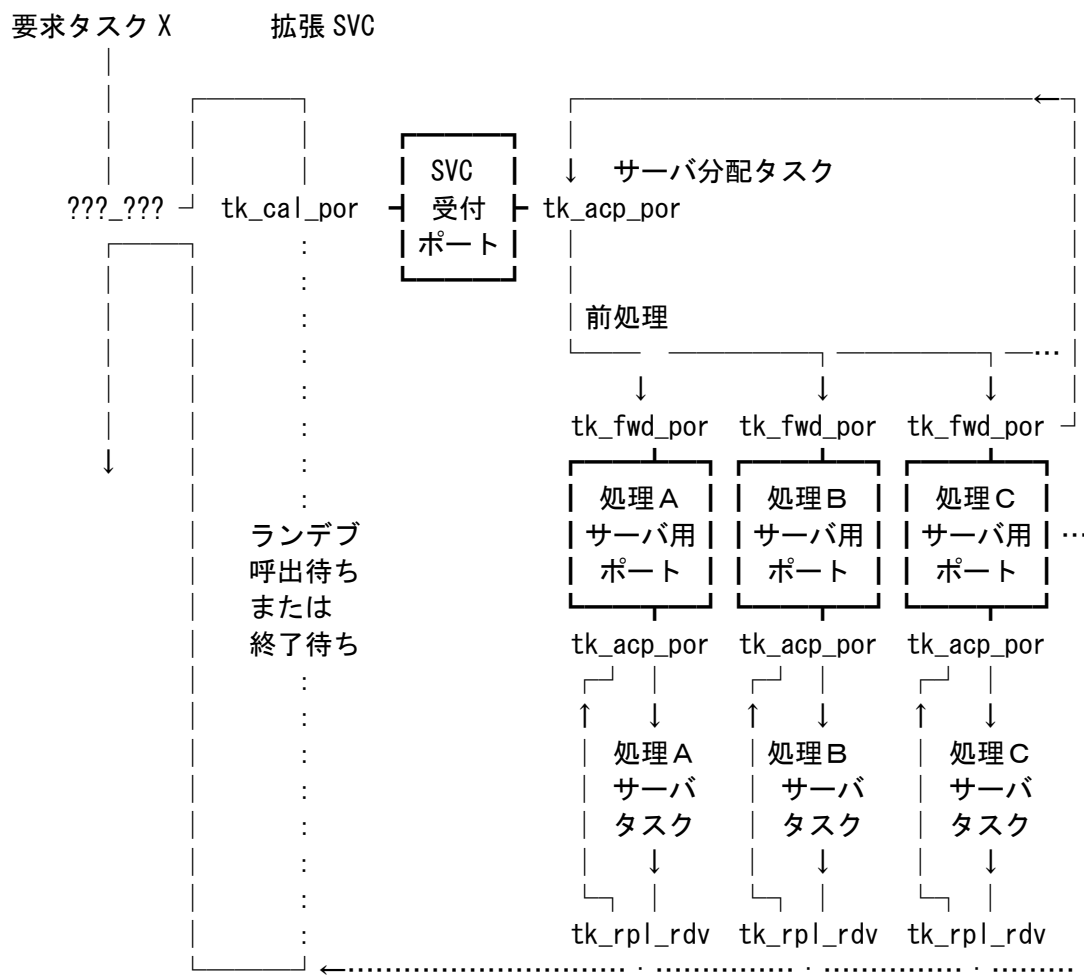 要求タスク X 拡張 SVC
SVC サーバ分配タスク
???_??? tk_cal_por 受付 tk_acp_por
ポート
前処理
tk_fwd_por tk_fwd_por tk_fwd_por
処理A 処理B 処理C
ランデブ サーバ用 サーバ用 サーバ用 …
呼出待ち ポート ポート ポート
または
終了待ち tk_acp_por tk_acp_por tk_acp_por
処理A 処理B 処理C
サーバ サーバ サーバ
タスク タスク タスク
tk_rpl_rdv tk_rpl_rdv tk_rpl_rdv